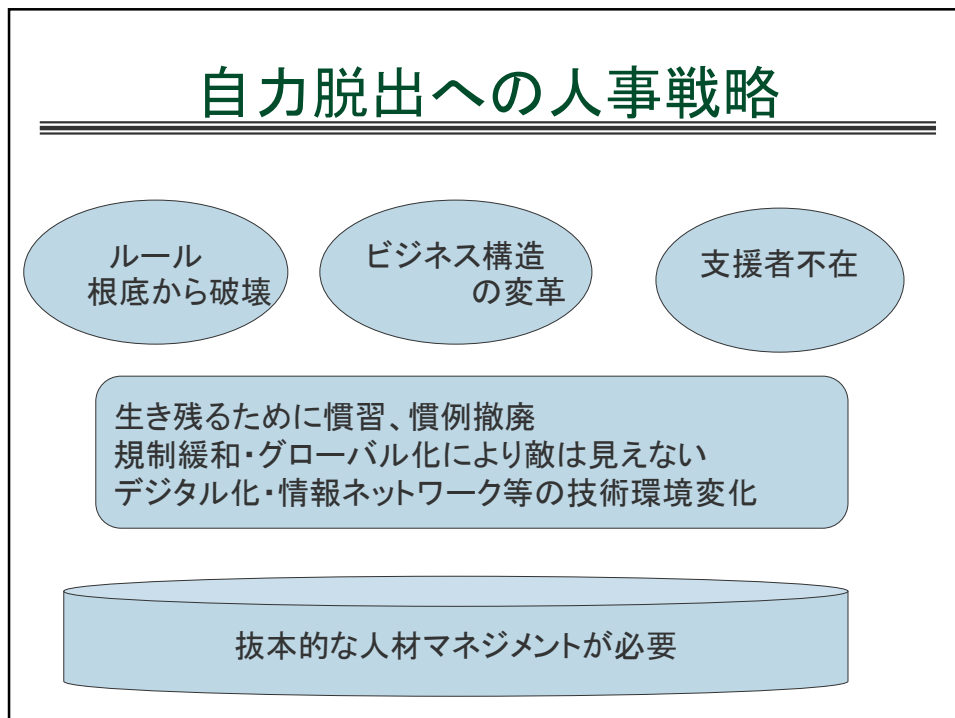 自力脱出への人事戦略
ルール
根底から破壊
ビジネス構造
の変革
支援者不在
生き残るために慣習、慣例撤廃
規制緩和・グローバル化により敵は見えない
デジタル化・情報ネットワーク等の技術環境変化
抜本的な人材マネジメントが必要